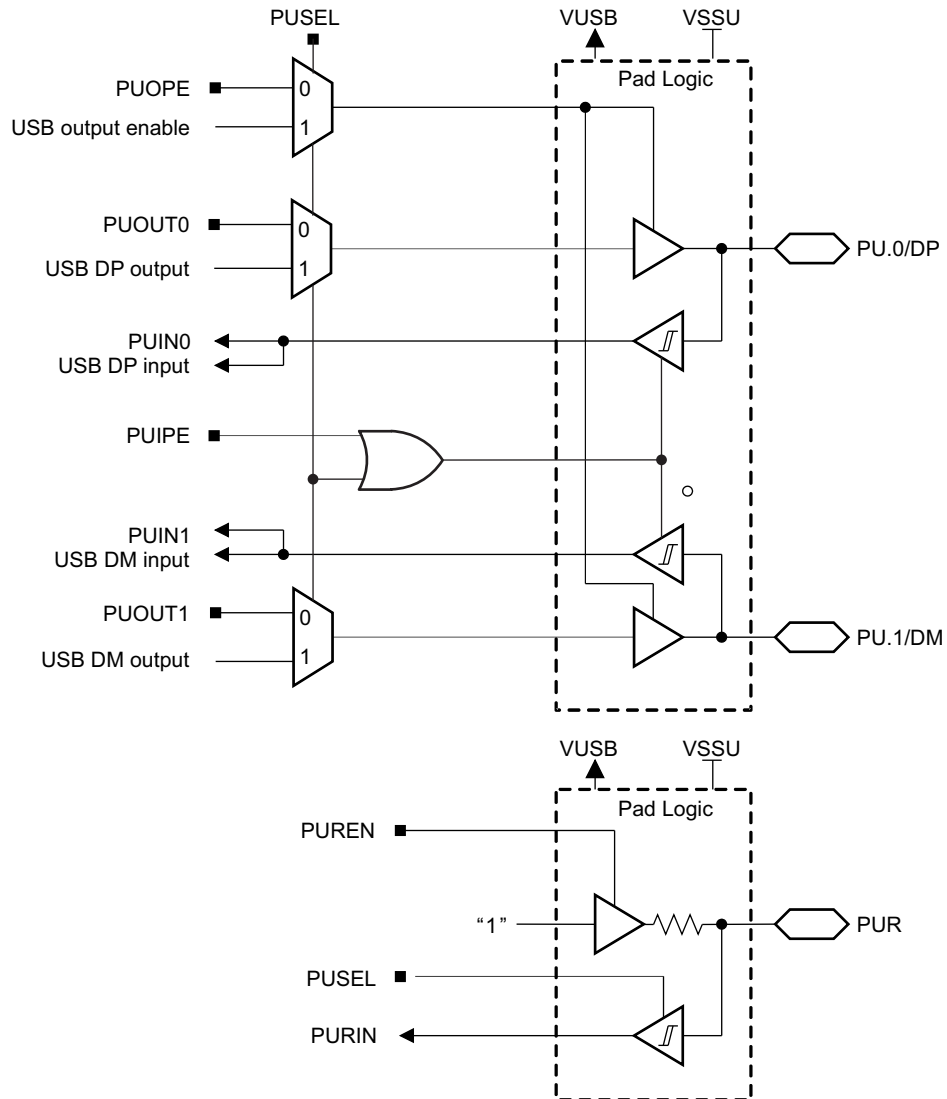 PUSEL
VUSB
VSSU
Pad Logic
PUOPE
0
USB output enable
1
PUOUT0
0
USB DP output
1
PU.0/DP
PUIN0
USB DP input
PUIPE
PUIN1
USB DM input
PUOUT1
0
USB DM output
1
PU.1/DM
VUSB
VSSU
Pad Logic
PUREN
“1”
PUR
PUSEL
PURIN